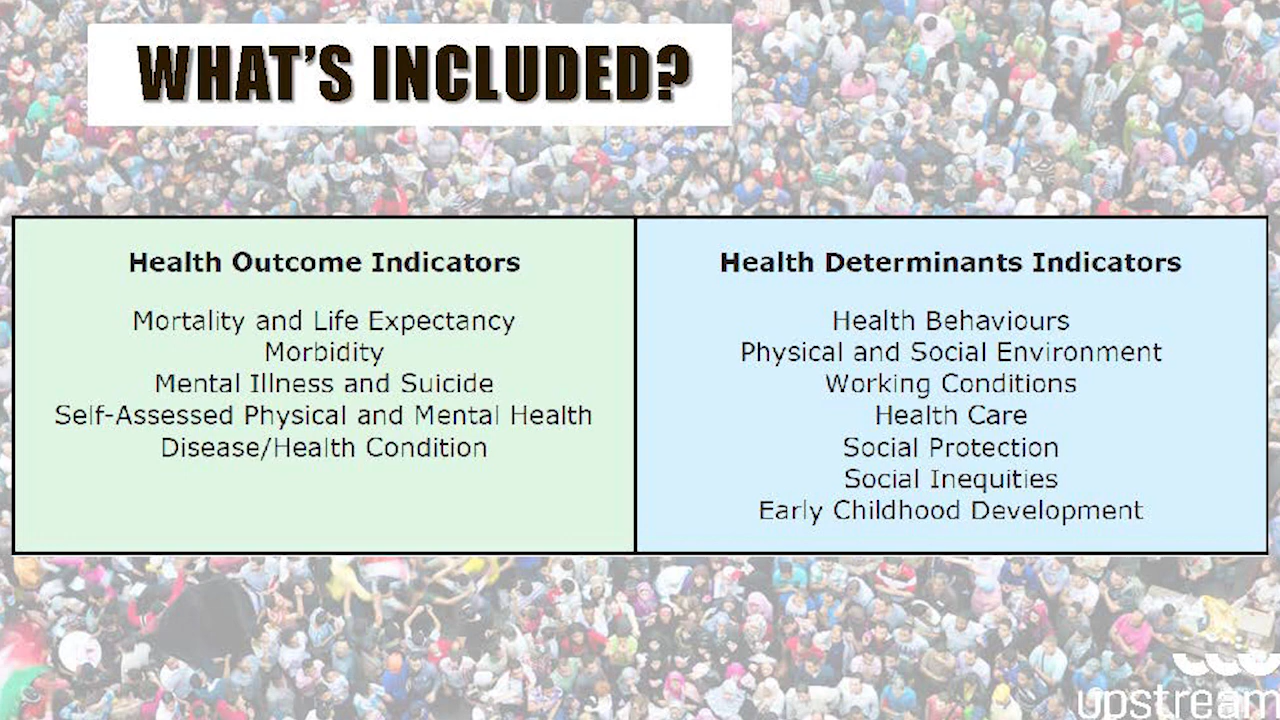 WHAT'S INCLUDED?
Health Outcome Indicators
Mortality and Life Expectancy
Morbidity
Mental Illness and Suicide
Self-Assessed Physical and Mental Health
Disease/Health Condition
Health Determinants Indicators
Health Behaviours
Physical and Social Environment
Working Conditions
Health Care
Social Protection
Social Inequities
Early Childhood Development
upstream